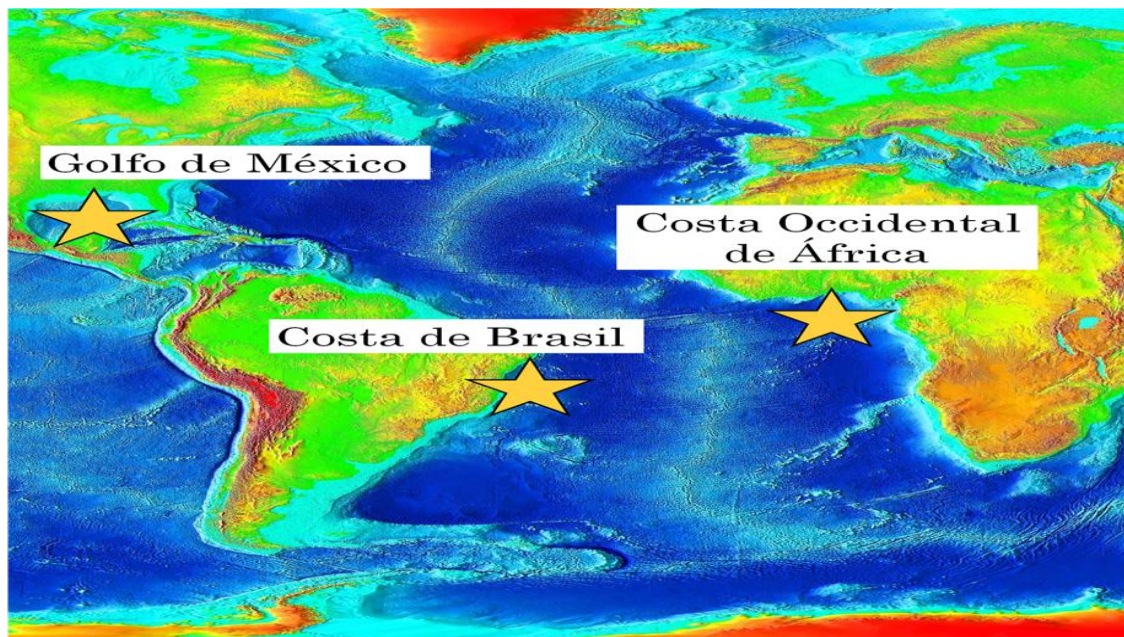 Golfo de México
Costa Occidental
de África
Costa de Brasil